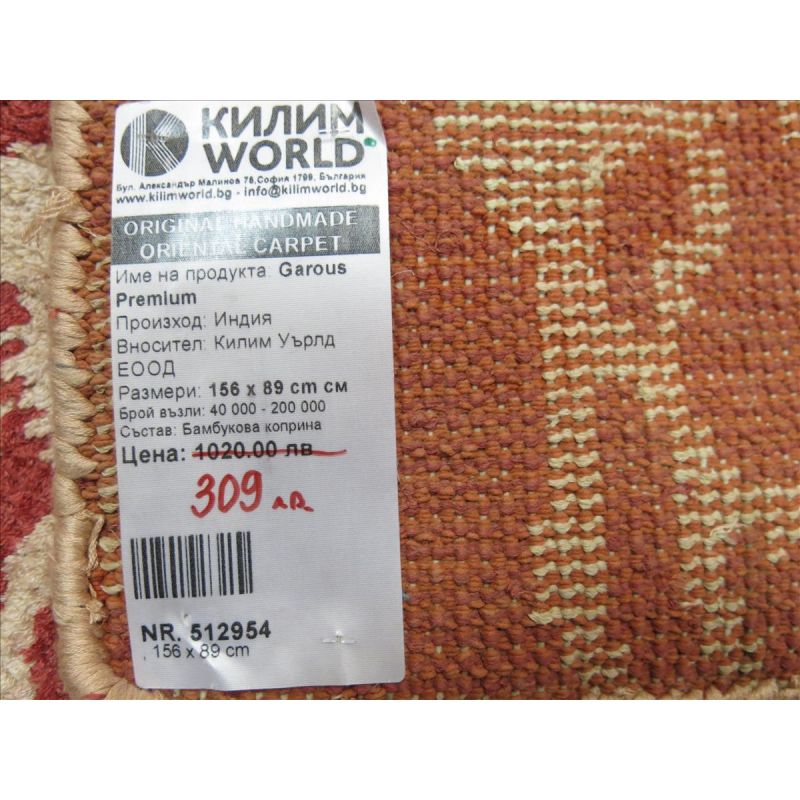 КИЛИМ
WORLD
Бул. Александър Малинов 78, София 1799, България
www.kilimworld.bg - info@kilimworld.bg
ORIGINAL HANDMADE
ORIENTAL CARPET
Име на продукта: Garous
Premium
Произход: Индия
Вносител: Килим Уърлд
ЕООД
Размери: 156 x 89 cm см
Брой възли: 40 000 - 200 000
Състав: Бамбукова коприна
Цена: 1020.00 лв
309 лв.
NR. 512954
156 x 89 cm